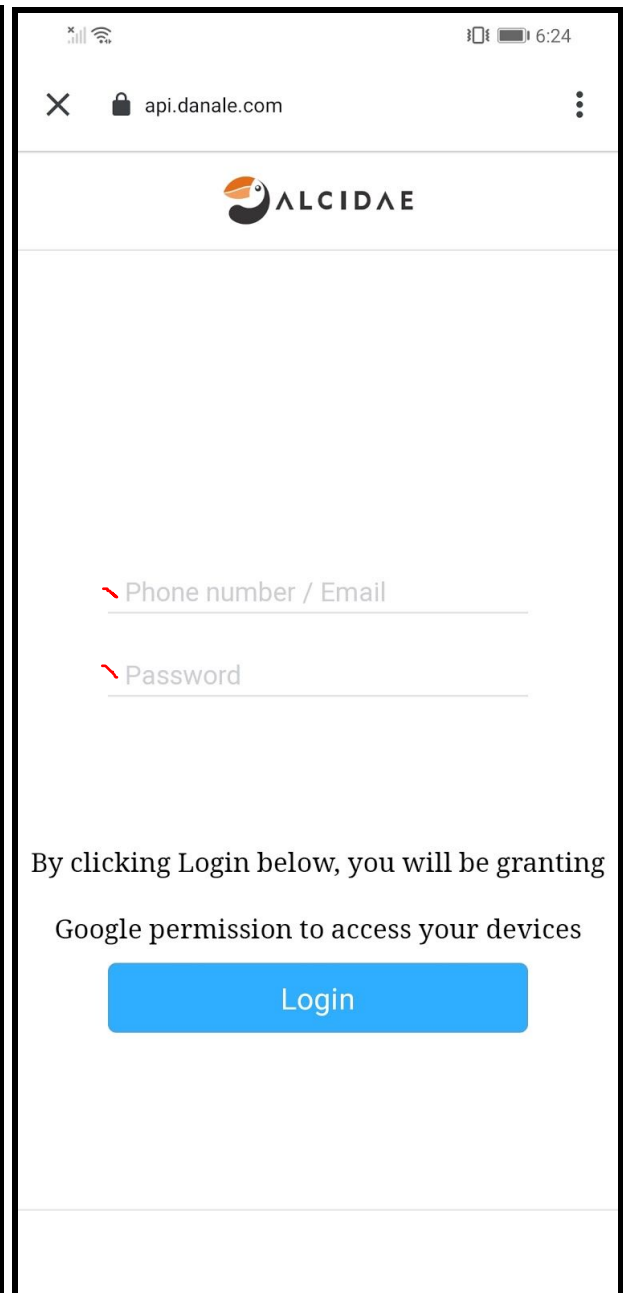 6:24
api.danale.com
ALCIDAE
Phone number / Email
Password
By clicking Login below, you will be granting
Google permission to access your devices
Login